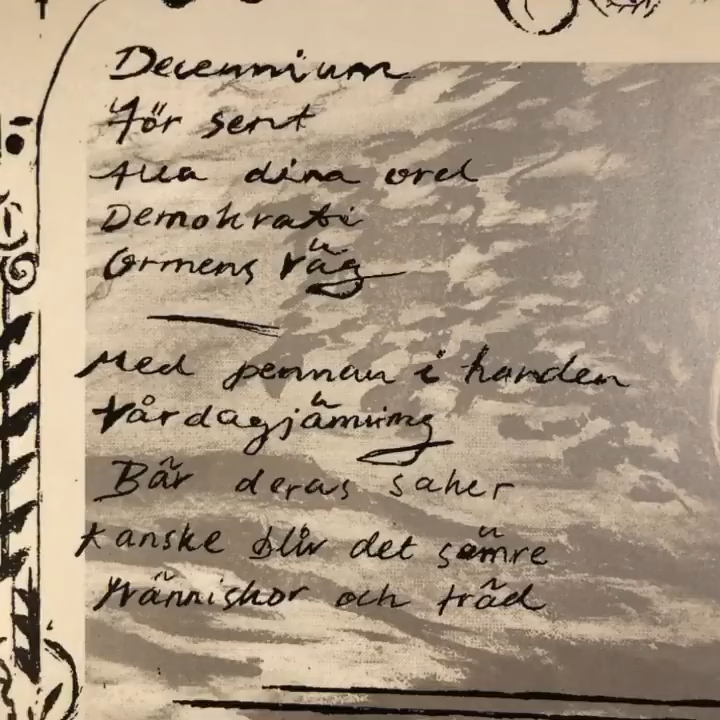 Decennium
För sent
Alla dina ord
Demokrati
Ormens väg
Med pennan i handen
Vårdagjämning
Bär deras saker
Kanske blir det sämre
Människor och träd